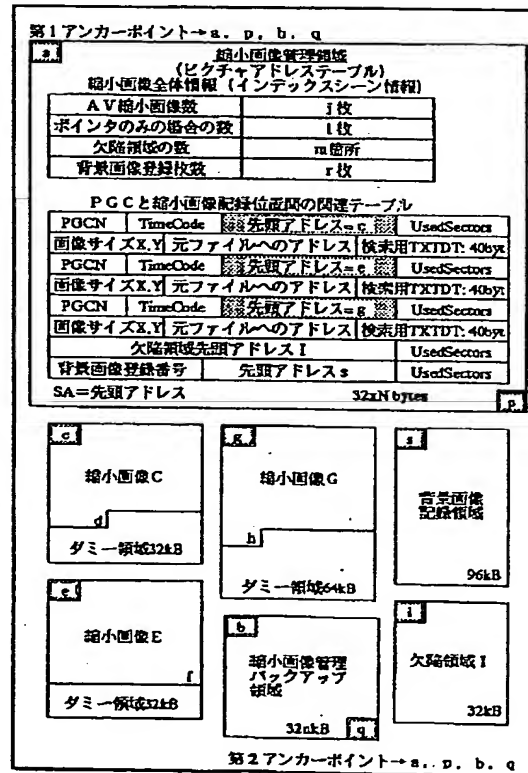 第1アンカーポイント→a, p, b, q
a
縮小画像管理領域
(ピクチャアドレステーブル)
縮小画像全体情報 (インデックスシーン情報)
AV縮小画像数 j枚
ポインタのみの場合の数 l枚
欠陥領域の数 m箇所
背景画像登録枚数 r枚
PGCと縮小画像記録位置間の関連テーブル
PGCN TimeCode 先頭アドレス=c UsedSectors
画像サイズX,Y 元ファイルへのアドレス 検索用TXTDT: 40byt
PGCN TimeCode 先頭アドレス=e UsedSectors
画像サイズX,Y 元ファイルへのアドレス 検索用TXTDT: 40byt
PGCN TimeCode 先頭アドレス=g UsedSectors
画像サイズX,Y 元ファイルへのアドレス 検索用TXTDT: 40byt
欠陥領域先頭アドレスI UsedSectors
背景画像登録番号 先頭アドレスs UsedSectors
SA=先頭アドレス 32xN bytes p
c
縮小画像C
d
ダミー領域32kB
g
縮小画像G
h
ダミー領域64kB
s
背景画像
記録領域
96kB
e
縮小画像E
f
ダミー領域32kB
b
縮小画像管理
バックアップ
領域
32nkB q
i
欠陥領域I
32kB
第2アンカーポイント→a, p, b, q